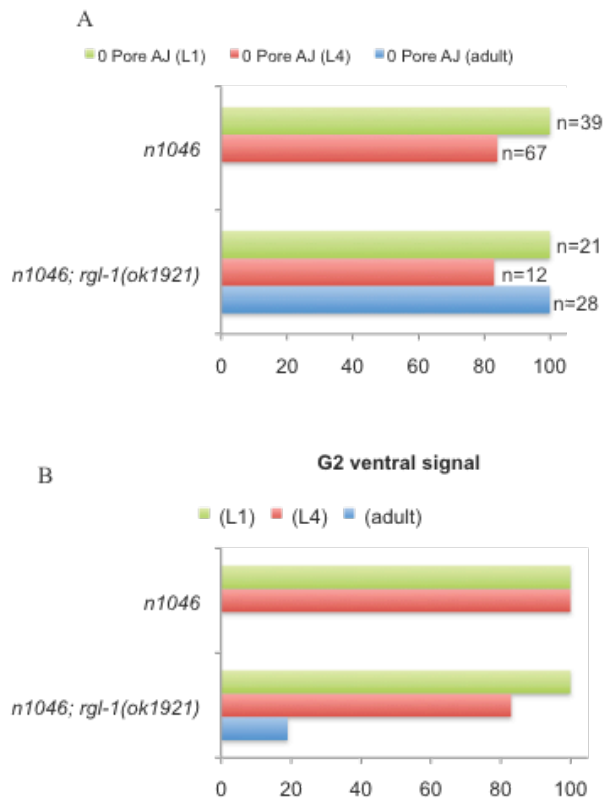 A
0 Pore AJ (L1) 0 Pore AJ (L4) 0 Pore AJ (adult)
n=39
n1046
n=67
n=21
n1046; rgl-1(ok1921)
n=12
n=28
0 20 40 60 80 100
G2 ventral signal
B
(L1) (L4) (adult)
n1046
n1046; rgl-1(ok1921)
0 20 40 60 80 100